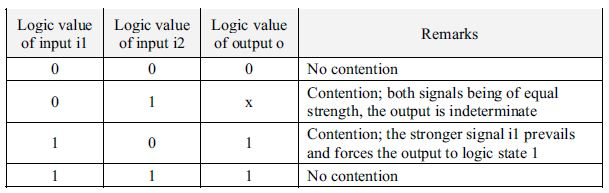 Logic value of input i1 Logic value of input i2 Logic value of output o Remarks
0 0 0 No contention
0 1 x Contention; both signals being of equal
strength, the output is indeterminate
1 0 1 Contention; the stronger signal i1 prevails
and forces the output to logic state 1
1 1 1 No contention